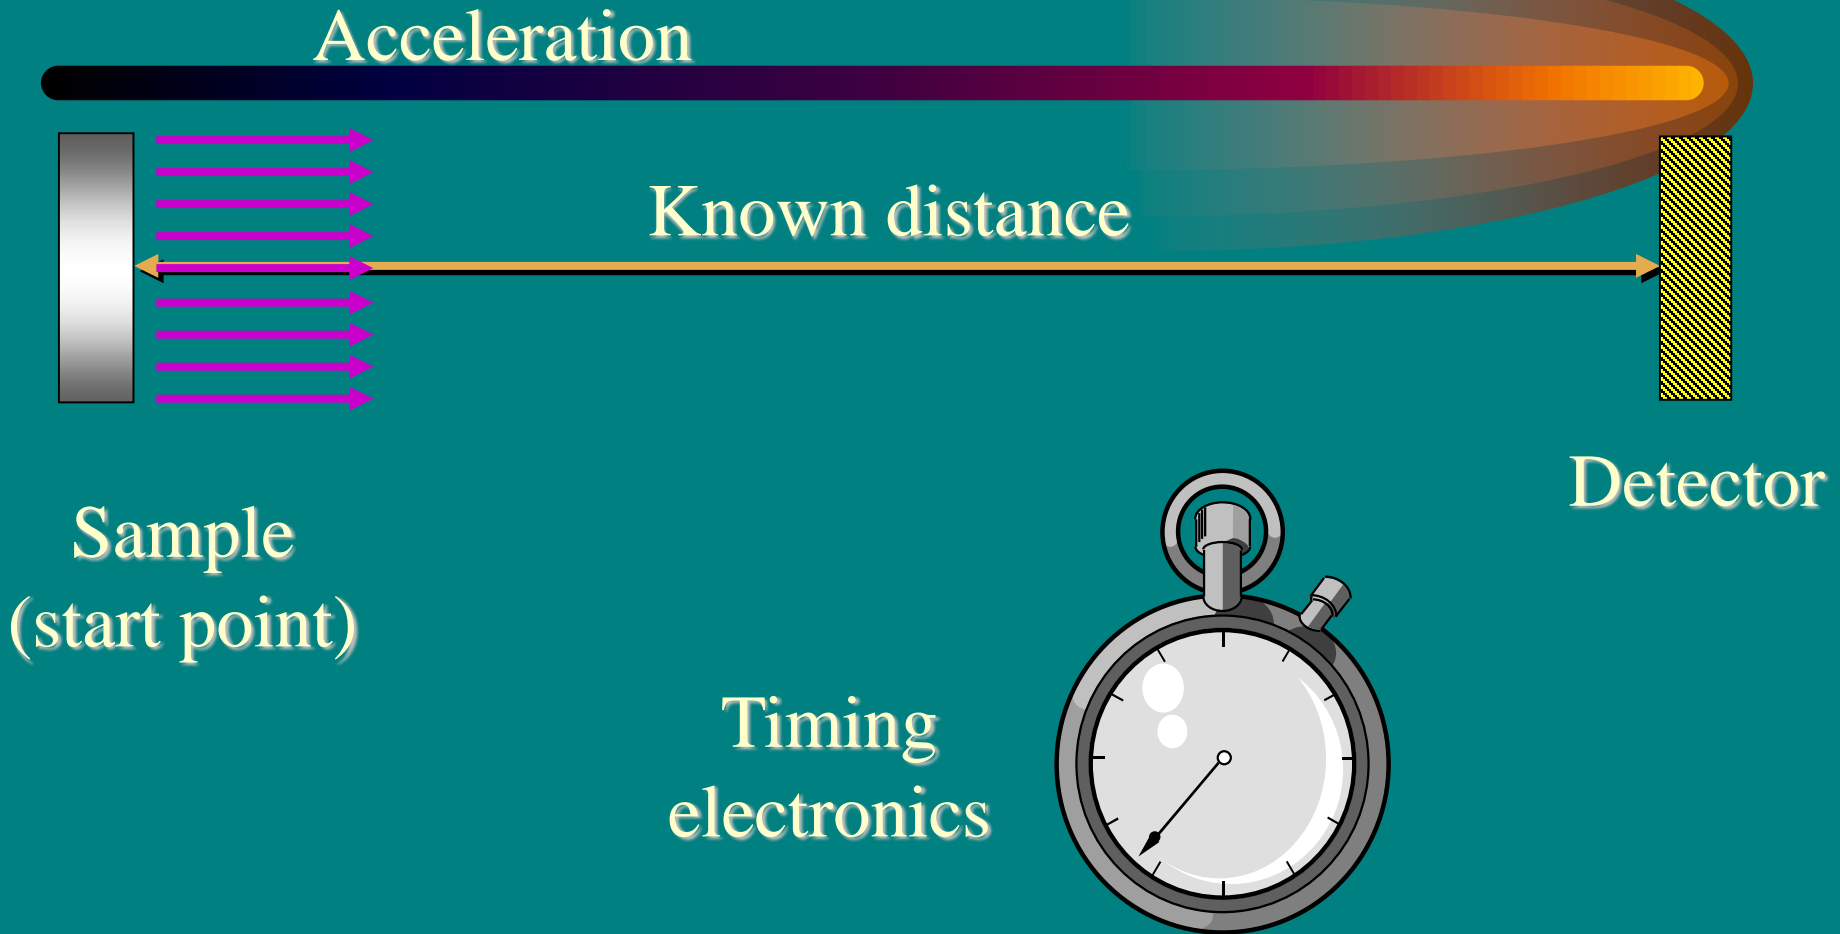 Acceleration
Known distance
Detector
Sample
(start point)
Timing
electronics